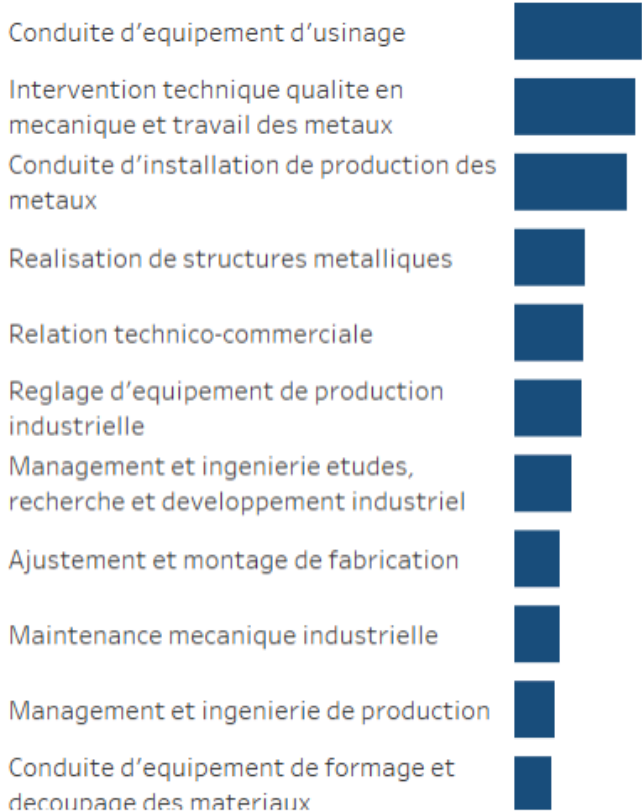 Conduite d'equipement d'usinage
Intervention technique qualite en
mecanique et travail des metaux
Conduite d'installation de production des
metaux
Realisation de structures metalliques
Relation technico-commerciale
Reglage d'equipement de production
industrielle
Management et ingenierie etudes,
recherche et developpement industriel
Ajustement et montage de fabrication
Maintenance mecanique industrielle
Management et ingenierie de production
Conduite d'equipement de formage et
decoupage des materiaux